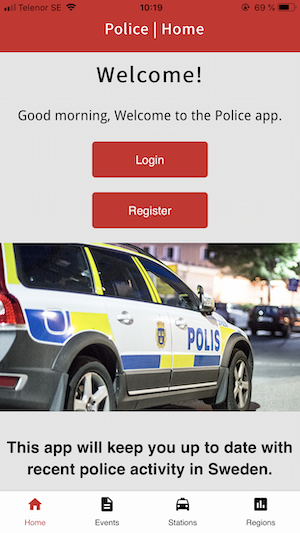 Telenor SE 10:19 69 %
Police | Home
Welcome!
Good morning, Welcome to the Police app.
Login
Register
POLIS
This app will keep you up to date with
recent police activity in Sweden.
Home Events Stations Regions